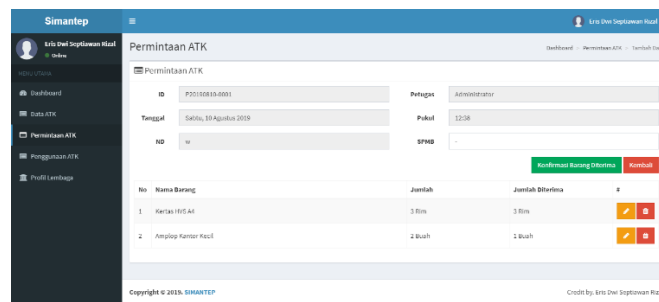 Simantep
Eris Dwi Septiawan Rizal
Eris Dwi Septiawan Rizal
Online
Permintaan ATK
Dashboard > Permintaan ATK > Tambah Da
MENU UTAMA
Dashboard
Data ATK
Permintaan ATK
Penggunaan ATK
Profil Lembaga
Permintaan ATK
ID P20190810-0001 Petugas Administrator
Tanggal Sabtu, 10 Agustus 2019 Pukul 12:38
ND w SPMB -
Konfirmasi Barang Diterima Kembali
No Nama Barang Jumlah Jumlah Diterima #
1 Kertas HVS A4 3 Rim 3 Rim
2 Amplop Kantor Kecil 2 Buah 1 Buah
Copyright © 2019. SIMANTEP
Credit by. Eris Dwi Septiawan Riz